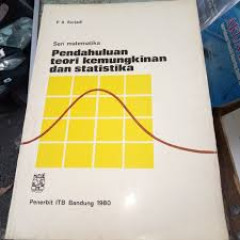 Seri matematika
Pendahuluan
teori kemungkinan
dan statistika
Penerbit ITB Bandung 1980